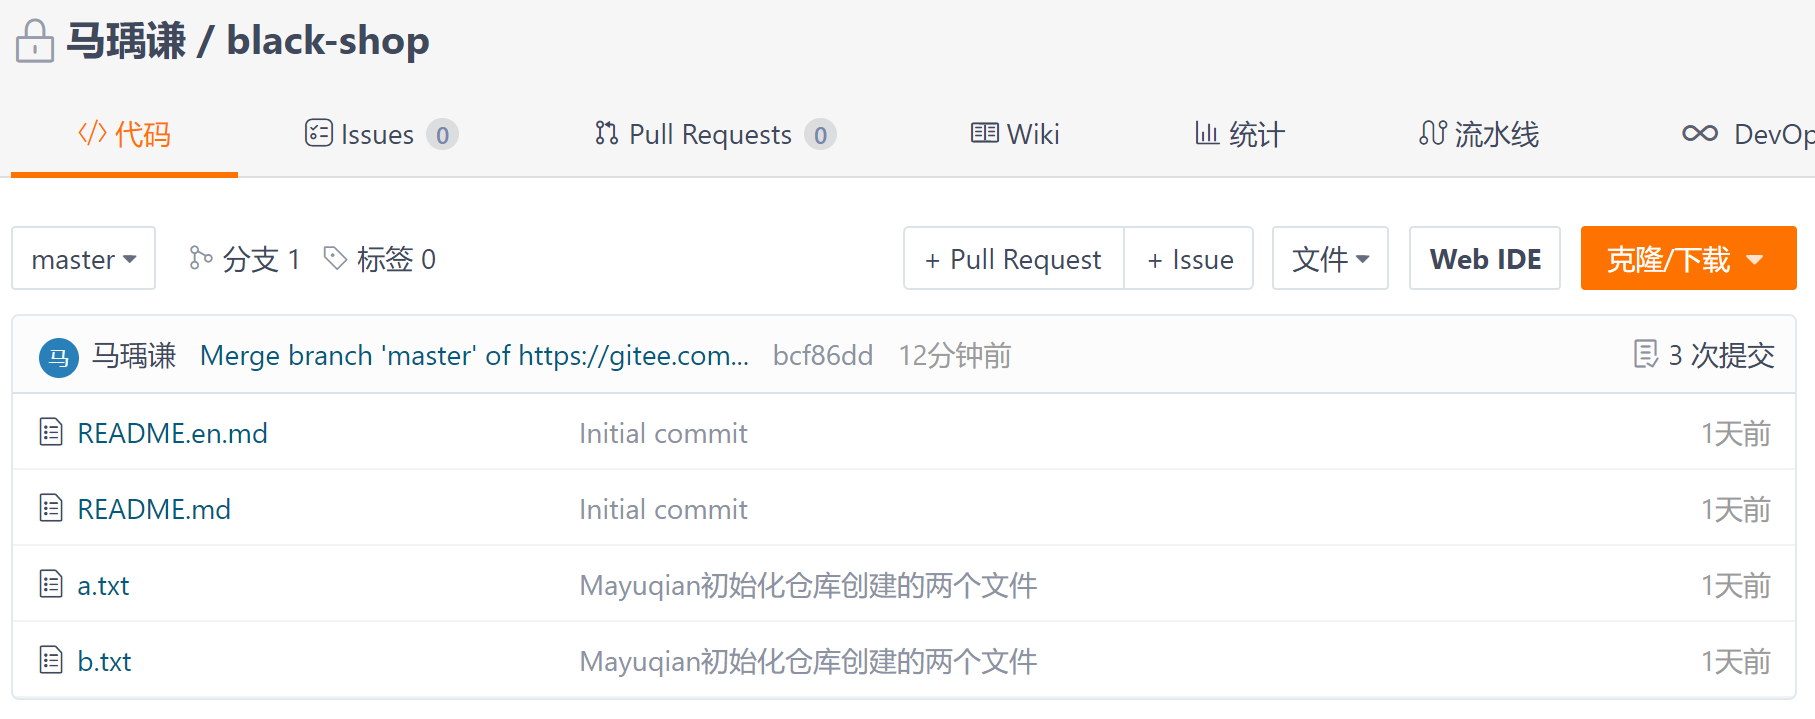 马瑀谦 / black-shop
代码 Issues 0 Pull Requests 0 Wiki 统计 流水线 DevOp
master 分支 1 标签 0 + Pull Request + Issue 文件 Web IDE 克隆/下载
马 马瑀谦 Merge branch 'master' of https://gitee.com... bcf86dd 12分钟前 3 次提交
README.en.md Initial commit 1天前
README.md Initial commit 1天前
a.txt Mayuqian初始化仓库创建的两个文件 1天前
b.txt Mayuqian初始化仓库创建的两个文件 1天前